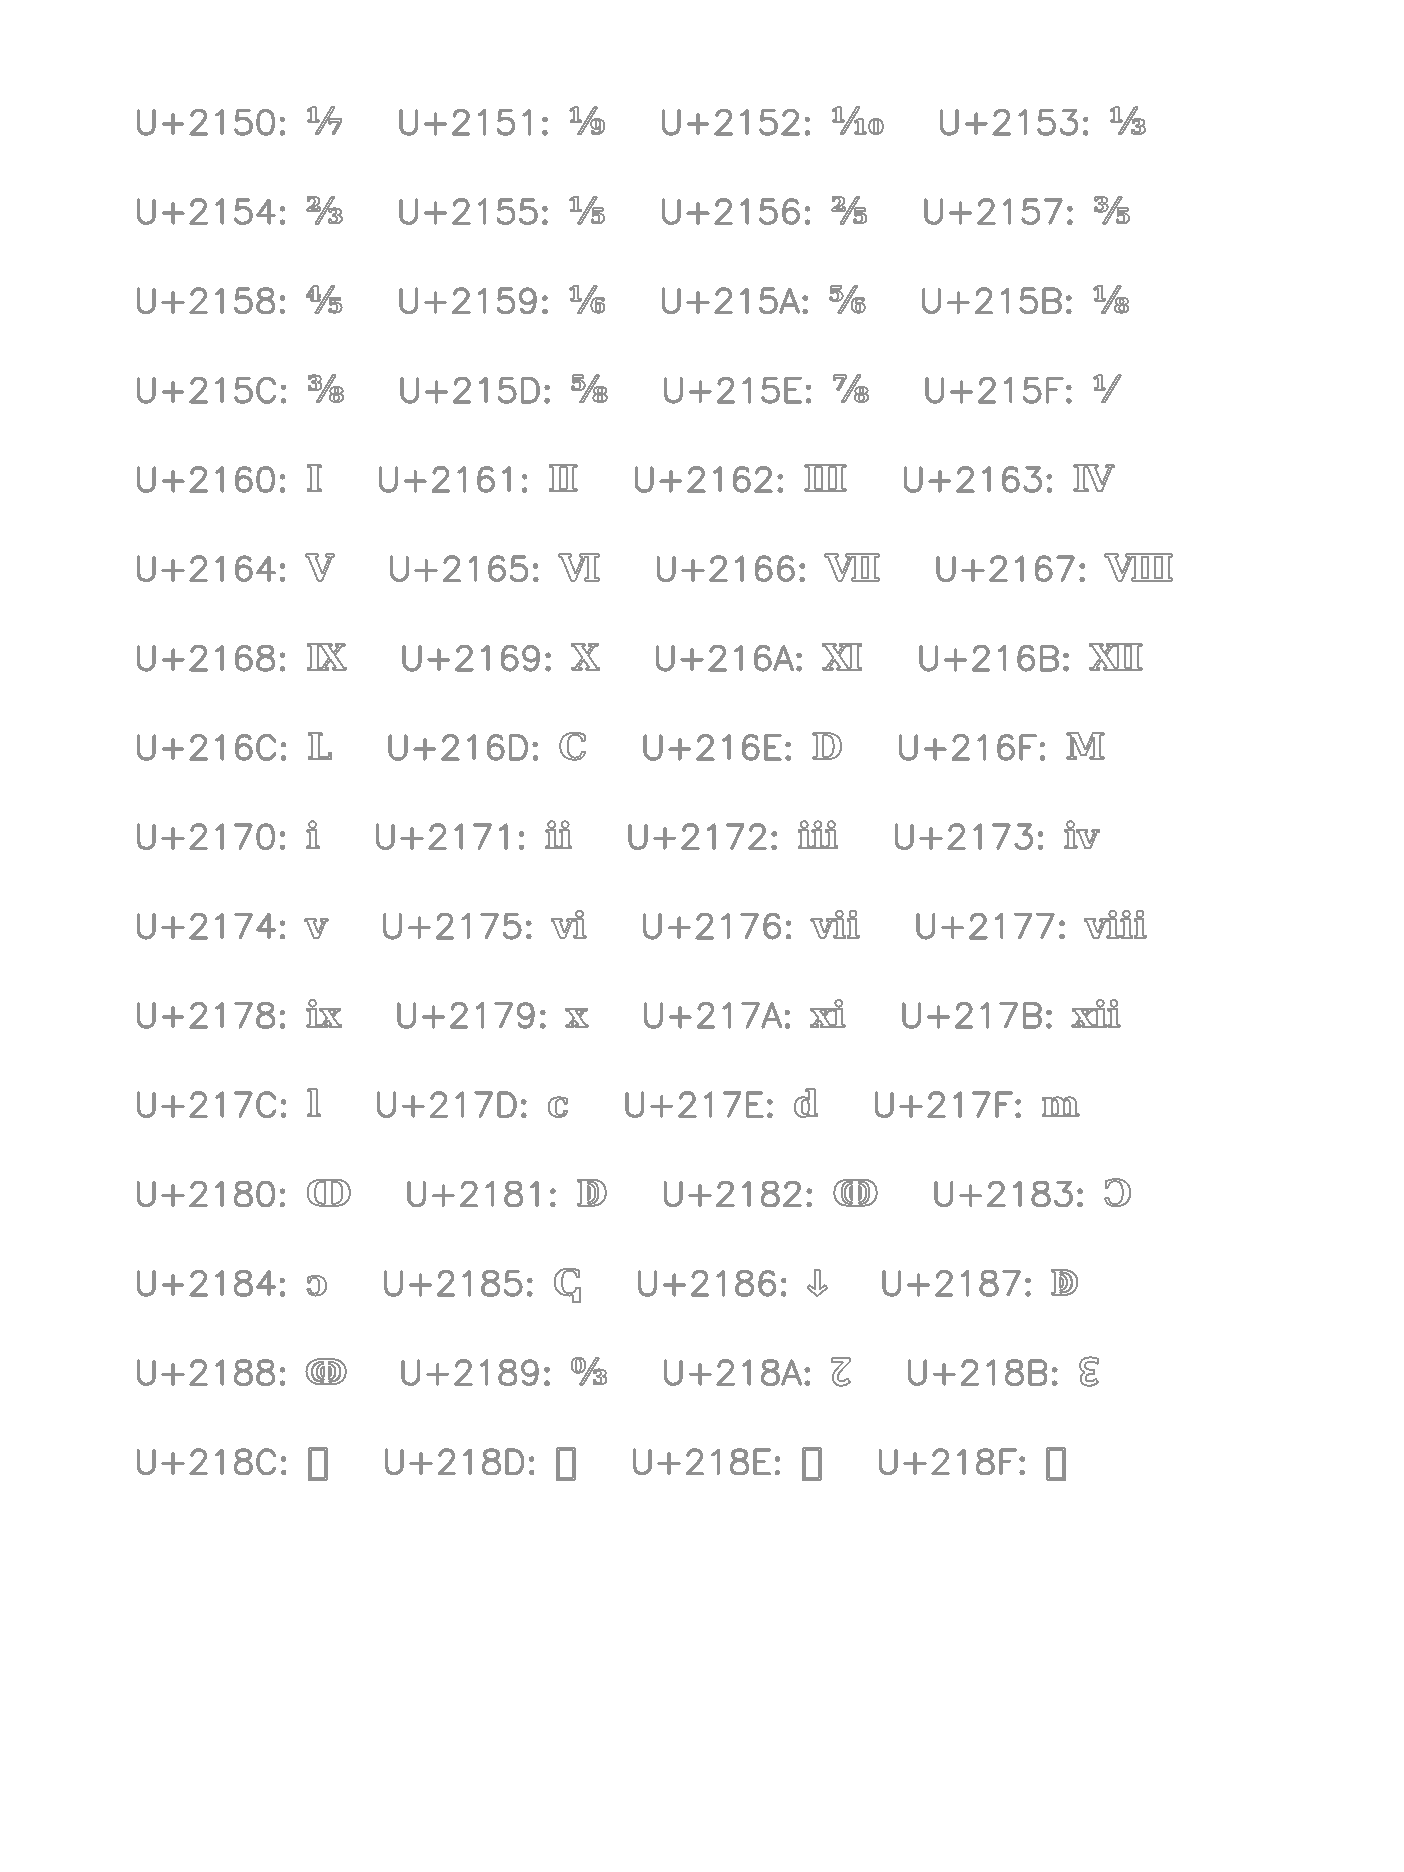 U+2150: ⅐ U+2151: ⅑ U+2152: ⅒ U+2153: ⅓
U+2154: ⅔ U+2155: ⅕ U+2156: ⅖ U+2157: ⅗
U+2158: ⅘ U+2159: ⅙ U+215A: ⅚ U+215B: ⅛
U+215C: ⅜ U+215D: ⅝ U+215E: ⅞ U+215F: ⅟
U+2160: Ⅰ U+2161: Ⅱ U+2162: Ⅲ U+2163: Ⅳ
U+2164: Ⅴ U+2165: Ⅵ U+2166: Ⅶ U+2167: Ⅷ
U+2168: Ⅸ U+2169: Ⅹ U+216A: Ⅺ U+216B: Ⅻ
U+216C: Ⅼ U+216D: Ⅽ U+216E: Ⅾ U+216F: Ⅿ
U+2170: ⅰ U+2171: ⅱ U+2172: ⅲ U+2173: ⅳ
U+2174: ⅴ U+2175: ⅵ U+2176: ⅶ U+2177: ⅷ
U+2178: ⅸ U+2179: ⅹ U+217A: ⅺ U+217B: ⅻ
U+217C: ⅼ U+217D: ⅽ U+217E: ⅾ U+217F: ⅿ
U+2180: ↀ U+2181: ↁ U+2182: ↂ U+2183: Ↄ
U+2184: ↄ U+2185: ↅ U+2186: ↆ U+2187: ↇ
U+2188: ↈ U+2189: ↉ U+218A: ↊ U+218B: ↋
U+218C: ▯ U+218D: ▯ U+218E: ▯ U+218F: ▯